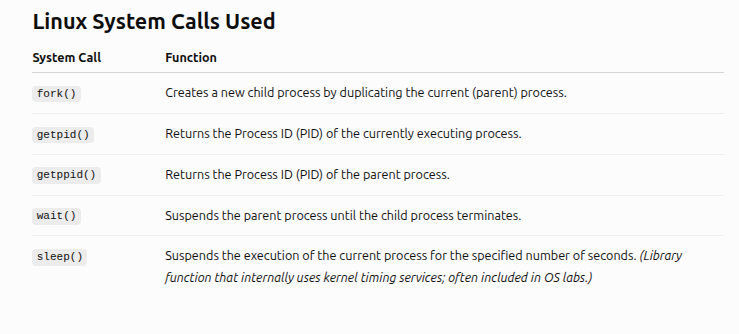 Linux System Calls Used
System Call Function
fork() Creates a new child process by duplicating the current (parent) process.
getpid() Returns the Process ID (PID) of the currently executing process.
getppid() Returns the Process ID (PID) of the parent process.
wait() Suspends the parent process until the child process terminates.
sleep() Suspends the execution of the current process for the specified number of seconds. (Library
function that internally uses kernel timing services; often included in OS labs.)